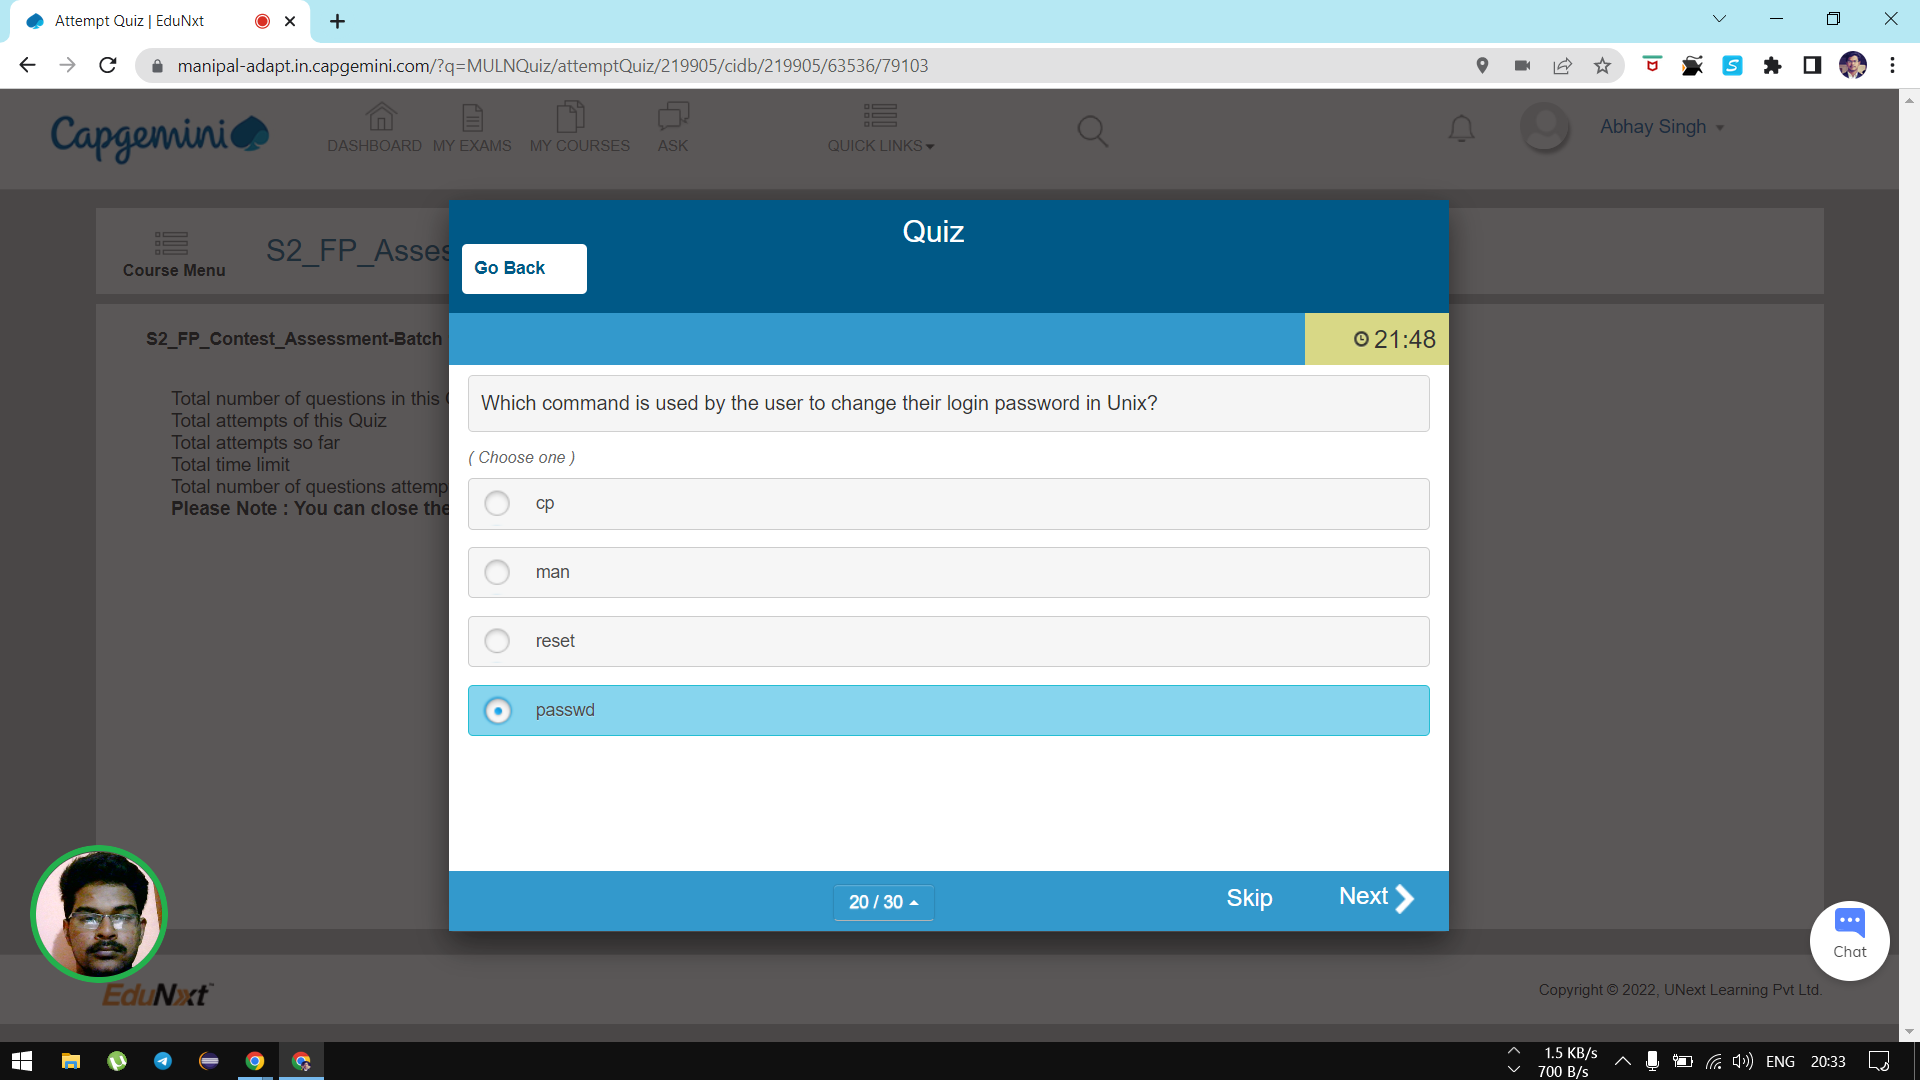 Attempt Quiz | EduNxt
manipal-adapt.in.capgemini.com/?q=MULNQuiz/attemptQuiz/219905/cidb/219905/63536/79103
Capgemini
DASHBOARD
MY EXAMS
MY COURSES
ASK
QUICK LINKS
Abhay Singh
Course Menu
S2_FP_Asses
Quiz
Go Back
21:48
S2_FP_Contest_Assessment-Batch
Total number of questions in this
Total attempts of this Quiz
Total attempts so far
Total time limit
Total number of questions attemp
Please Note : You can close the
Which command is used by the user to change their login password in Unix?
( Choose one )
cp
man
reset
passwd
20 / 30
Skip
Next
Chat
EduNxt
Copyright © 2022, UNext Learning Pvt Ltd.
1.5 KB/s
700 B/s
ENG
20:33